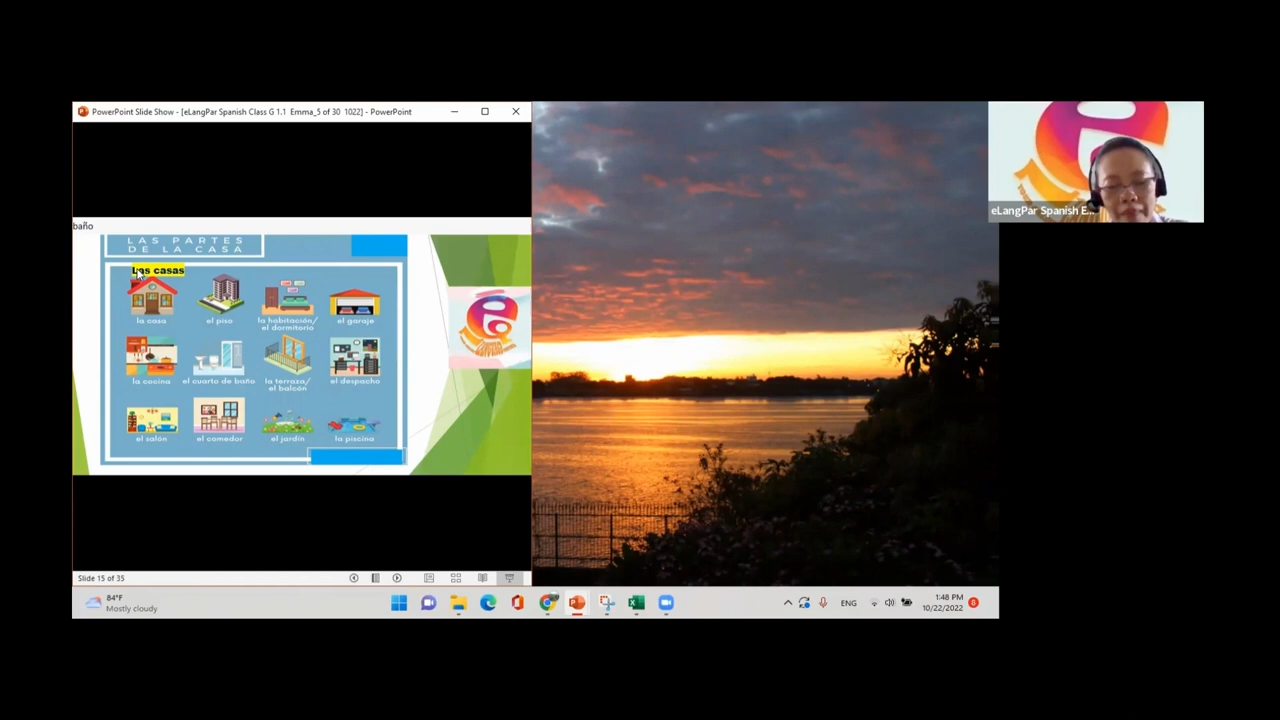 PowerPoint Slide Show - [eLangPar Spanish Class G 1.1 Emma_5 of 30 1022] - PowerPoint
baño
LAS PARTES
DE LA CASA
Las casas
la casa
el piso
la habitación/
el dormitorio
el garaje
la cocina
el cuarto de baño
la terraza/
el balcón
el despacho
el salón
el comedor
el jardín
la piscina
Slide 15 of 35
eLangPar Spanish E...
84°F
Mostly cloudy
ENG
1:48 PM
10/22/2022
8